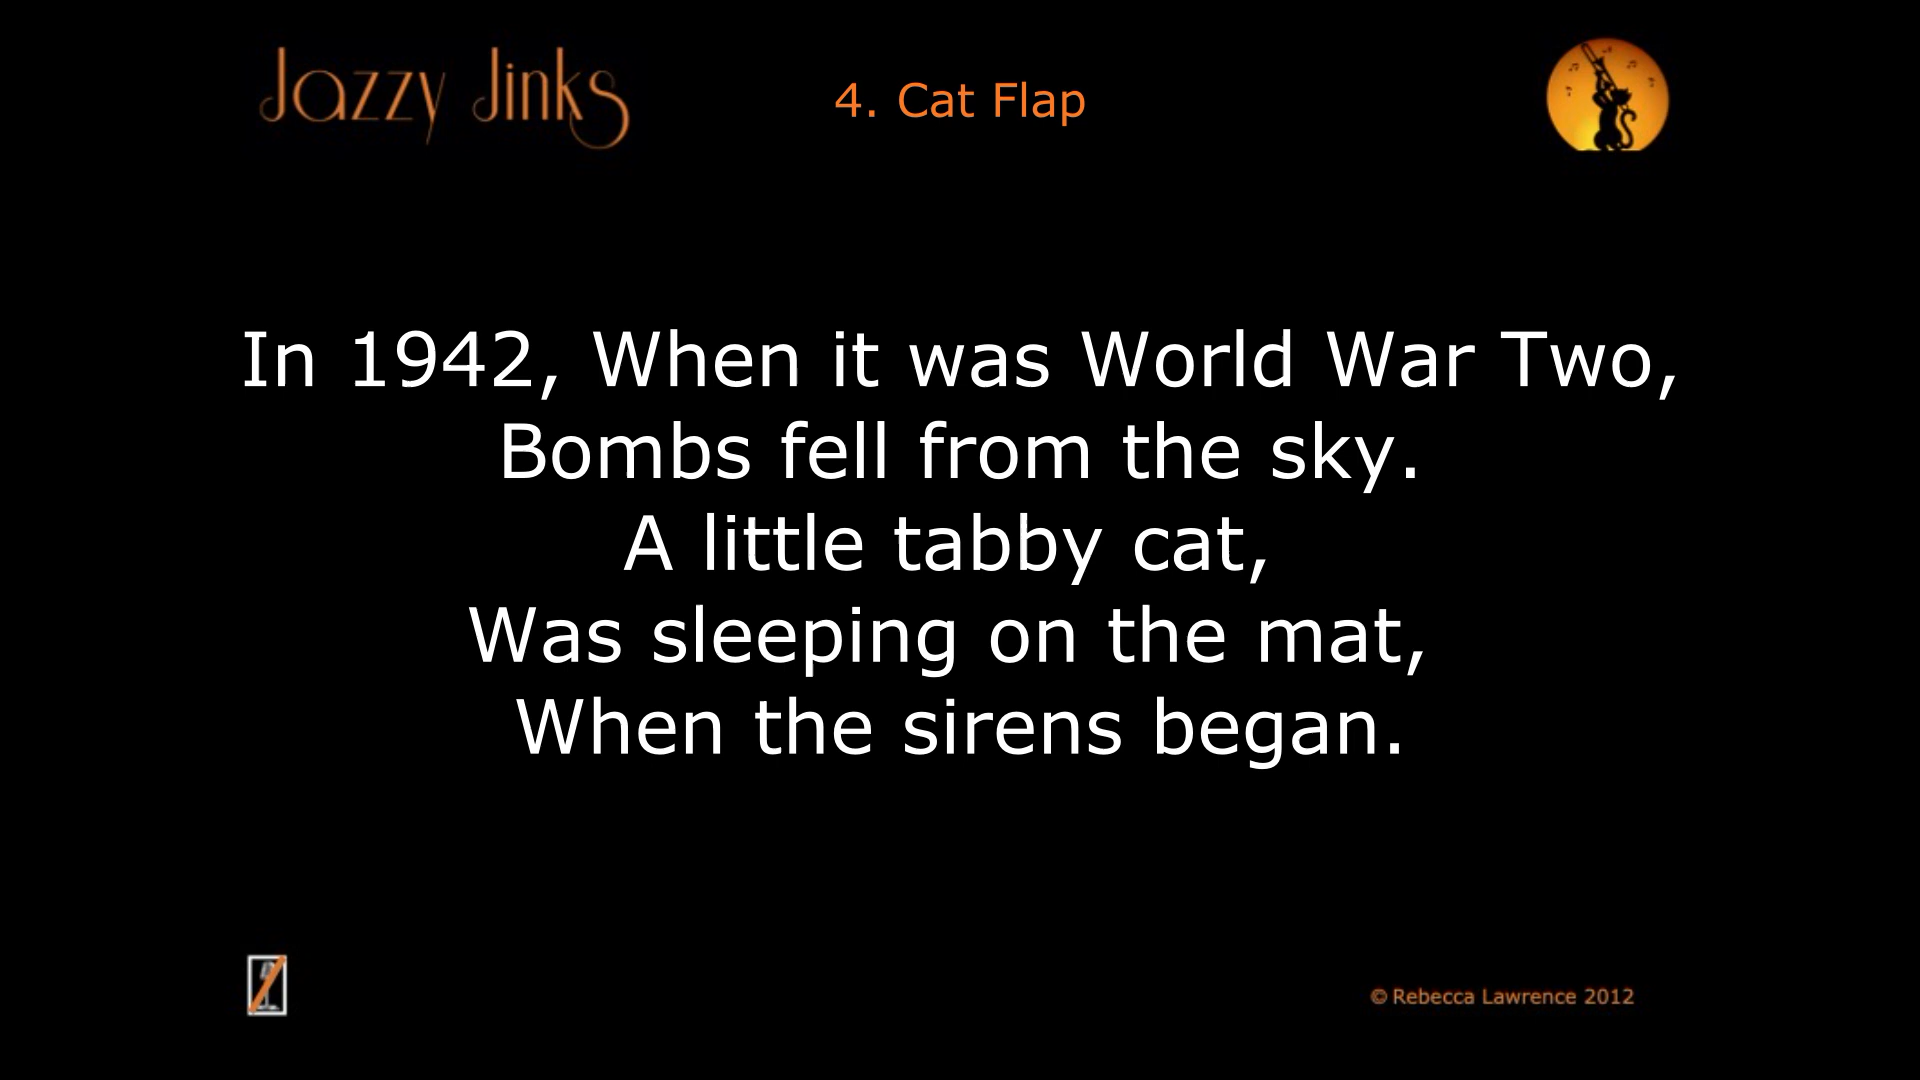 Jazzy Jinks
4. Cat Flap
In 1942, When it was World War Two,
Bombs fell from the sky.
A little tabby cat,
Was sleeping on the mat,
When the sirens began.
© Rebecca Lawrence 2012